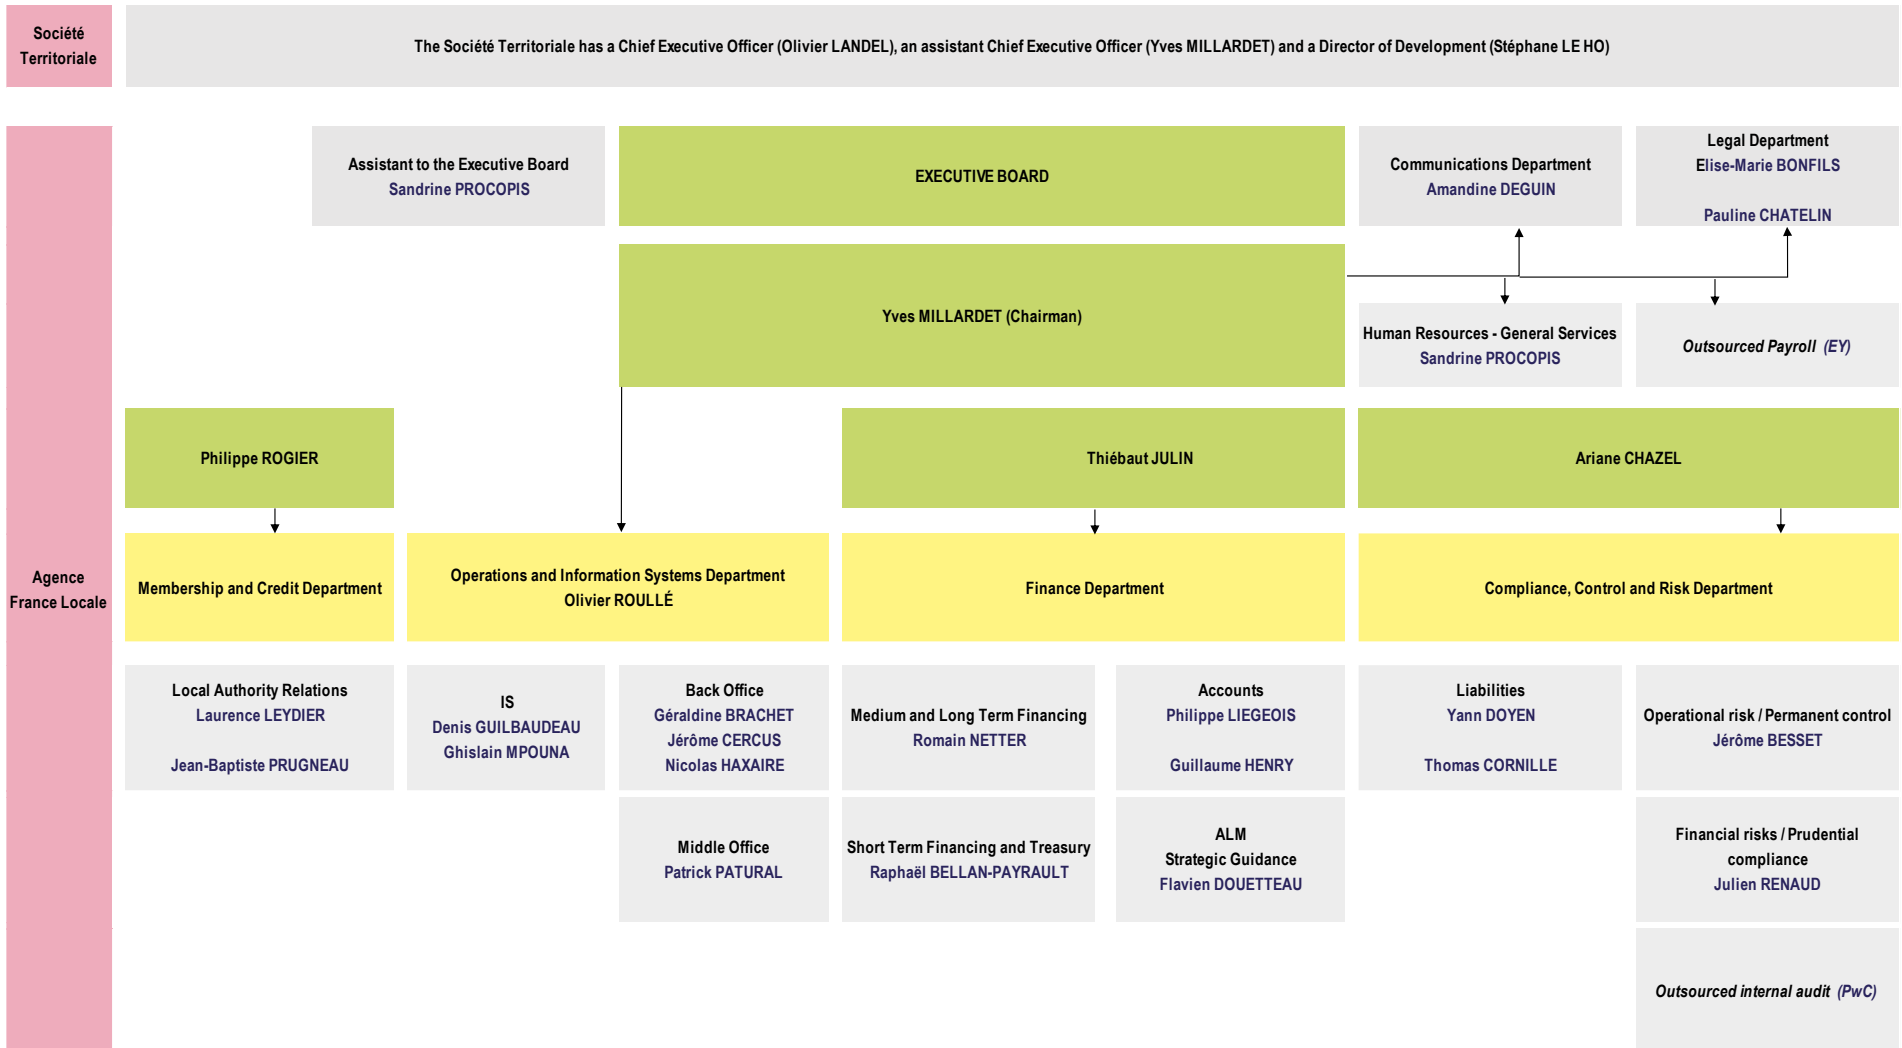 Société
Territoriale
The Société Territoriale has a Chief Executive Officer (Olivier LANDEL), an assistant Chief Executive Officer (Yves MILLARDET) and a Director of Development (Stéphane LE HO)
Assistant to the Executive Board
Sandrine PROCOPIS
EXECUTIVE BOARD
Communications Department
Amandine DEGUIN
Legal Department
Elise-Marie BONFILS
Pauline CHATELIN
Yves MILLARDET (Chairman)
Human Resources - General Services
Sandrine PROCOPIS
Outsourced Payroll (EY)
Philippe ROGIER
Thiébaut JULIN
Ariane CHAZEL
Agence
France Locale
Membership and Credit Department
Operations and Information Systems Department
Olivier ROULLÉ
Finance Department
Compliance, Control and Risk Department
Local Authority Relations
Laurence LEYDIER
Jean-Baptiste PRUGNEAU
IS
Denis GUILBAUDEAU
Ghislain MPOUNA
Back Office
Géraldine BRACHET
Jérôme CERCUS
Nicolas HAXAIRE
Medium and Long Term Financing
Romain NETTER
Accounts
Philippe LIEGEOIS
Guillaume HENRY
Liabilities
Yann DOYEN
Thomas CORNILLE
Operational risk / Permanent control
Jérôme BESSET
Middle Office
Patrick PATURAL
Short Term Financing and Treasury
Raphaël BELLAN-PAYRAULT
ALM
Strategic Guidance
Flavien DOUETTEAU
Financial risks / Prudential
compliance
Julien RENAUD
Outsourced internal audit (PwC)